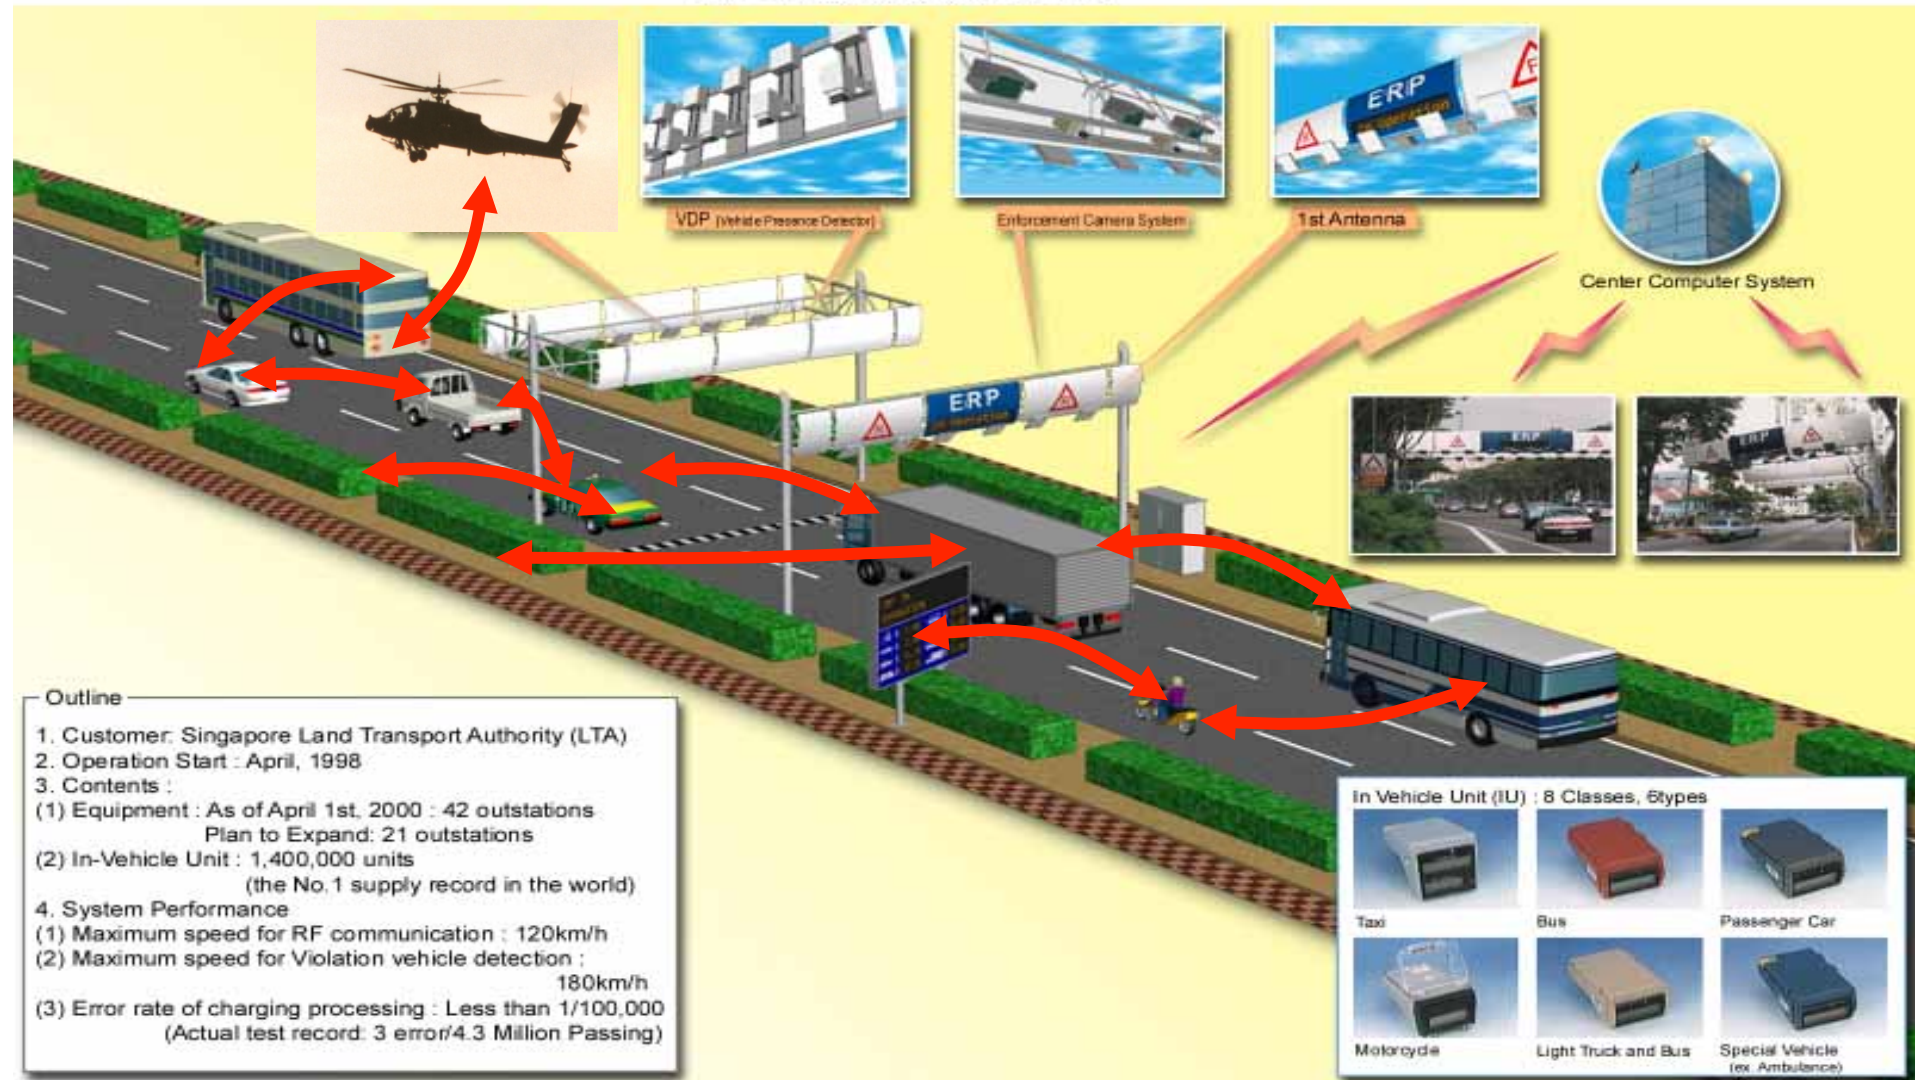 ERP
In Operation
VDP (Vehicle Presence Detector)
Enforcement Camera System
1st Antenna
Center Computer System
ERP
In Operation
ERP
ERP
Outline
1. Customer: Singapore Land Transport Authority (LTA)
2. Operation Start : April, 1998
3. Contents :
(1) Equipment : As of April 1st, 2000 : 42 outstations
Plan to Expand: 21 outstations
(2) In-Vehicle Unit : 1,400,000 units
(the No.1 supply record in the world)
4. System Performance
(1) Maximum speed for RF communication : 120km/h
(2) Maximum speed for Violation vehicle detection :
180km/h
(3) Error rate of charging processing : Less than 1/100,000
(Actual test record: 3 error/4.3 Million Passing)
In Vehicle Unit (IU) : 8 Classes, 6types
Taxi
Bus
Passenger Car
Motorcycle
Light Truck and Bus
Special Vehicle
(ex. Ambulance)